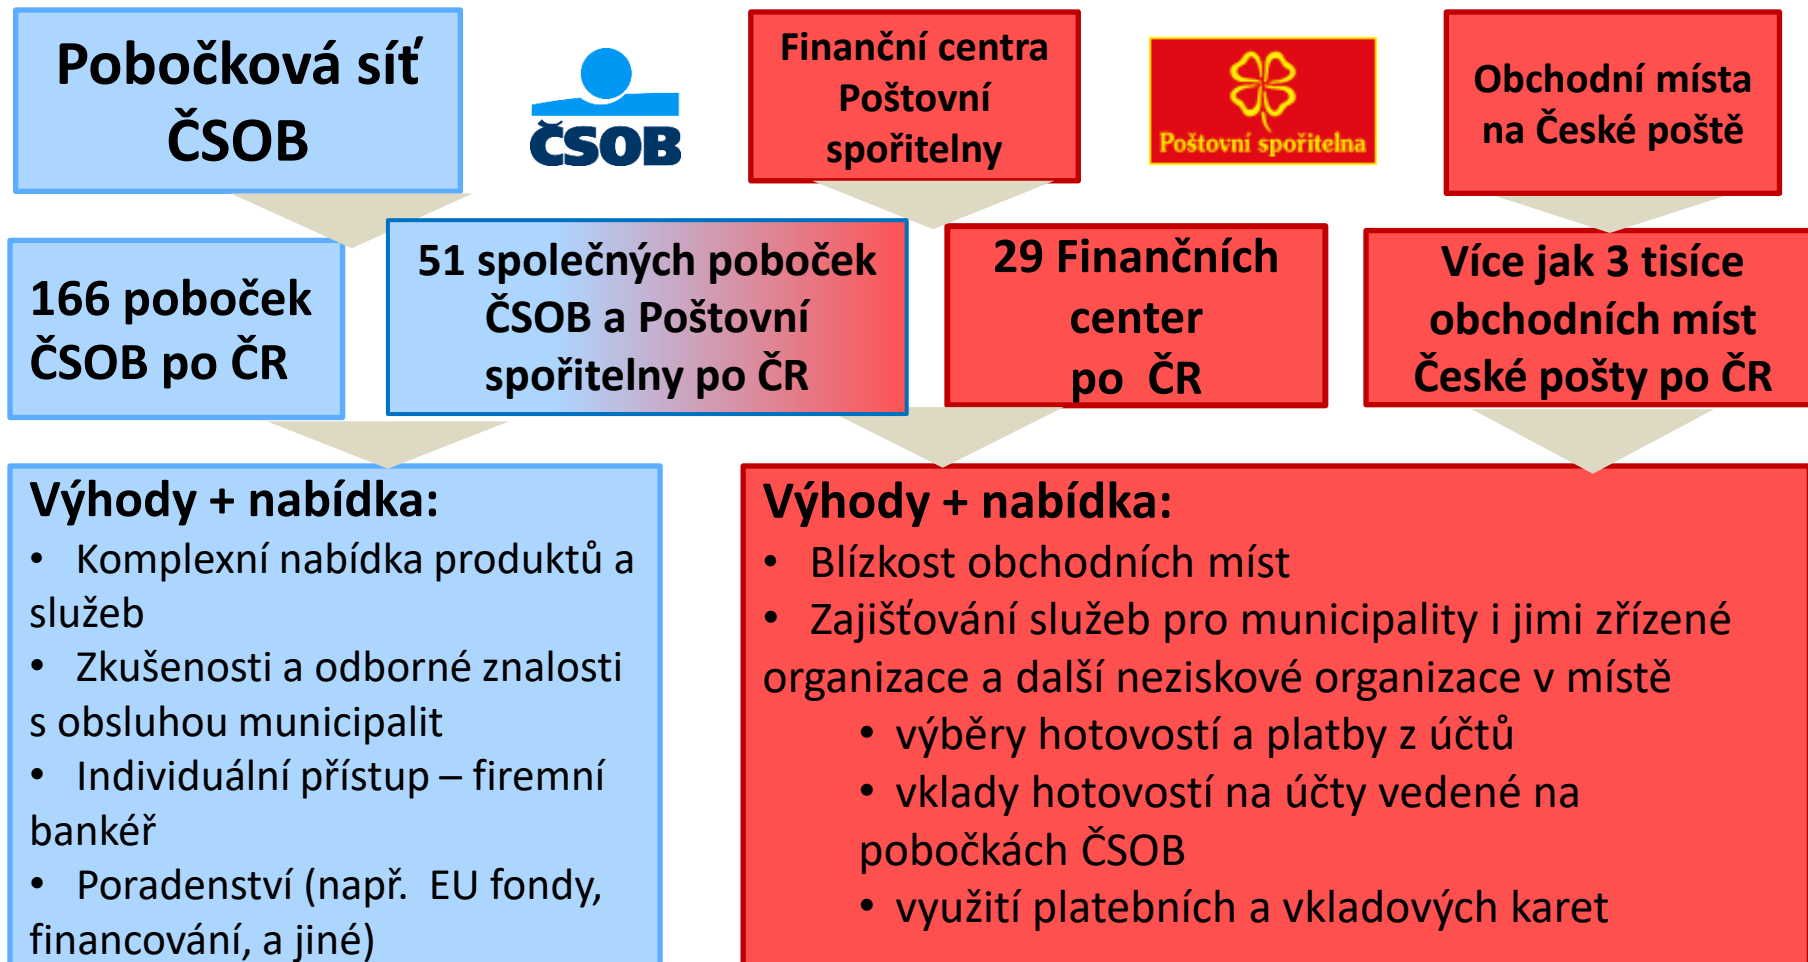 Pobočková síť
ČSOB
ČSOB
Finanční centra
Poštovní
spořitelny
Poštovní spořitelna
Obchodní místa
na České poště
166 poboček
ČSOB po ČR
51 společných poboček
ČSOB a Poštovní
spořitelny po ČR
29 Finančních
center
po ČR
Více jak 3 tisíce
obchodních míst
České pošty po ČR
Výhody + nabídka:
• Komplexní nabídka produktů a
služeb
• Zkušenosti a odborné znalosti
s obsluhou municipalit
• Individuální přístup – firemní
bankéř
• Poradenství (např. EU fondy,
financování, a jiné)
Výhody + nabídka:
• Blízkost obchodních míst
• Zajišťování služeb pro municipality i jimi zřízené
organizace a další neziskové organizace v místě
• výběry hotovostí a platby z účtů
• vklady hotovostí na účty vedené na
pobočkách ČSOB
• využití platebních a vkladových karet